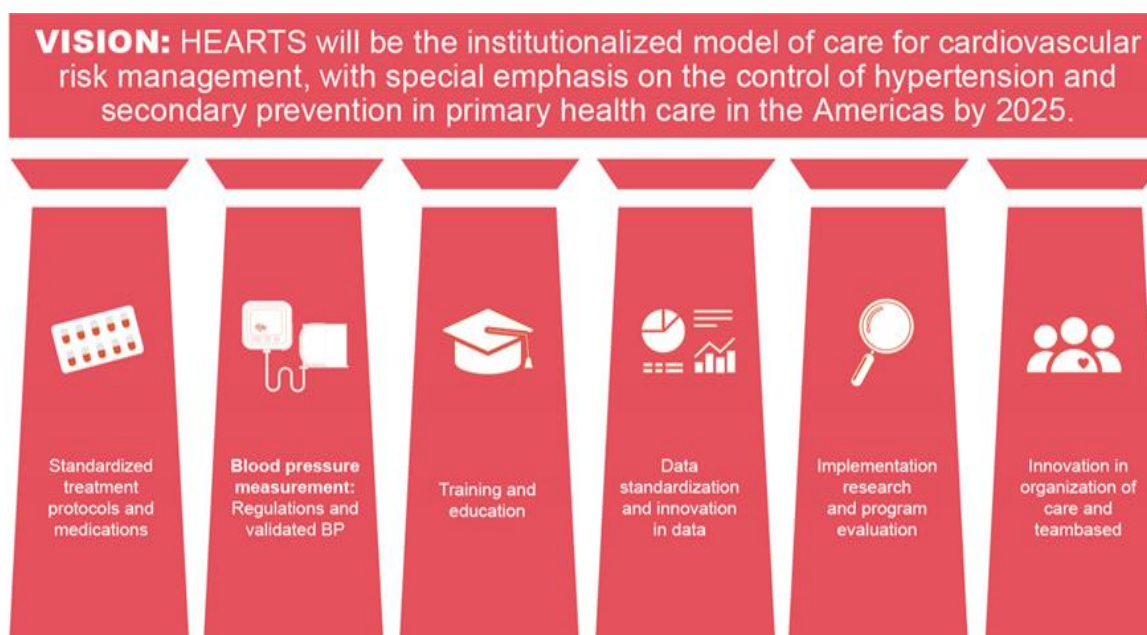 VISION: HEARTS will be the institutionalized model of care for cardiovascular
risk management, with special emphasis on the control of hypertension and
secondary prevention in primary health care in the Americas by 2025.
Standardized
treatment
protocols and
medications
Blood pressure
measurement:
Regulations and
validated BP
Training and
education
Data
standardization
and innovation
in data
Implementation
research
and program
evaluation
Innovation in
organization of
care and
teambased